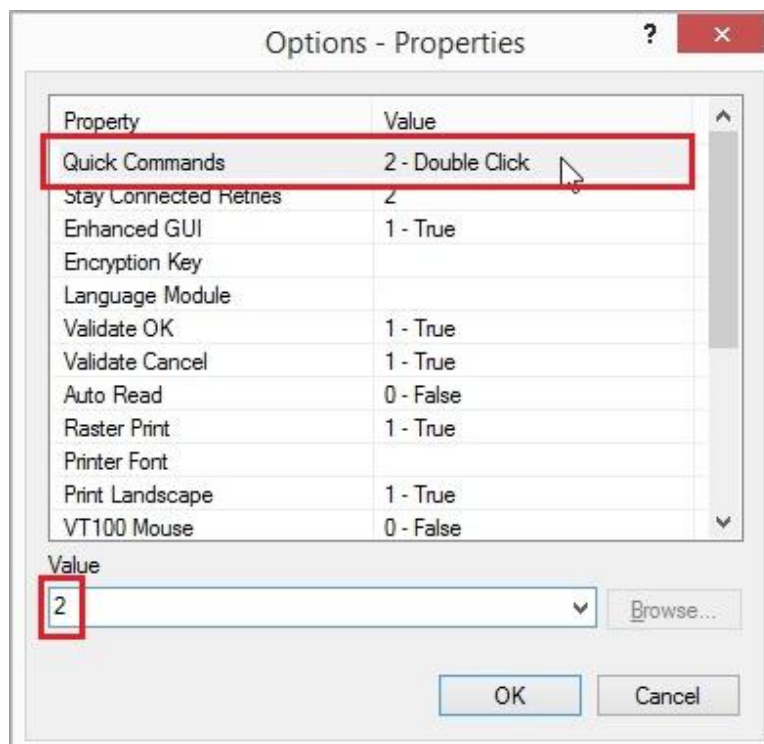 Options - Properties ? ×
Property Value
Quick Commands 2 - Double Click
Stay Connected Retries 2
Enhanced GUI 1 - True
Encryption Key
Language Module
Validate OK 1 - True
Validate Cancel 1 - True
Auto Read 0 - False
Raster Print 1 - True
Printer Font
Print Landscape 1 - True
VT100 Mouse 0 - False
Value
2 Browse...
OK Cancel